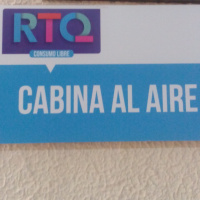 RTQ
CONSUMO LIBRE
CABINA AL AIRE